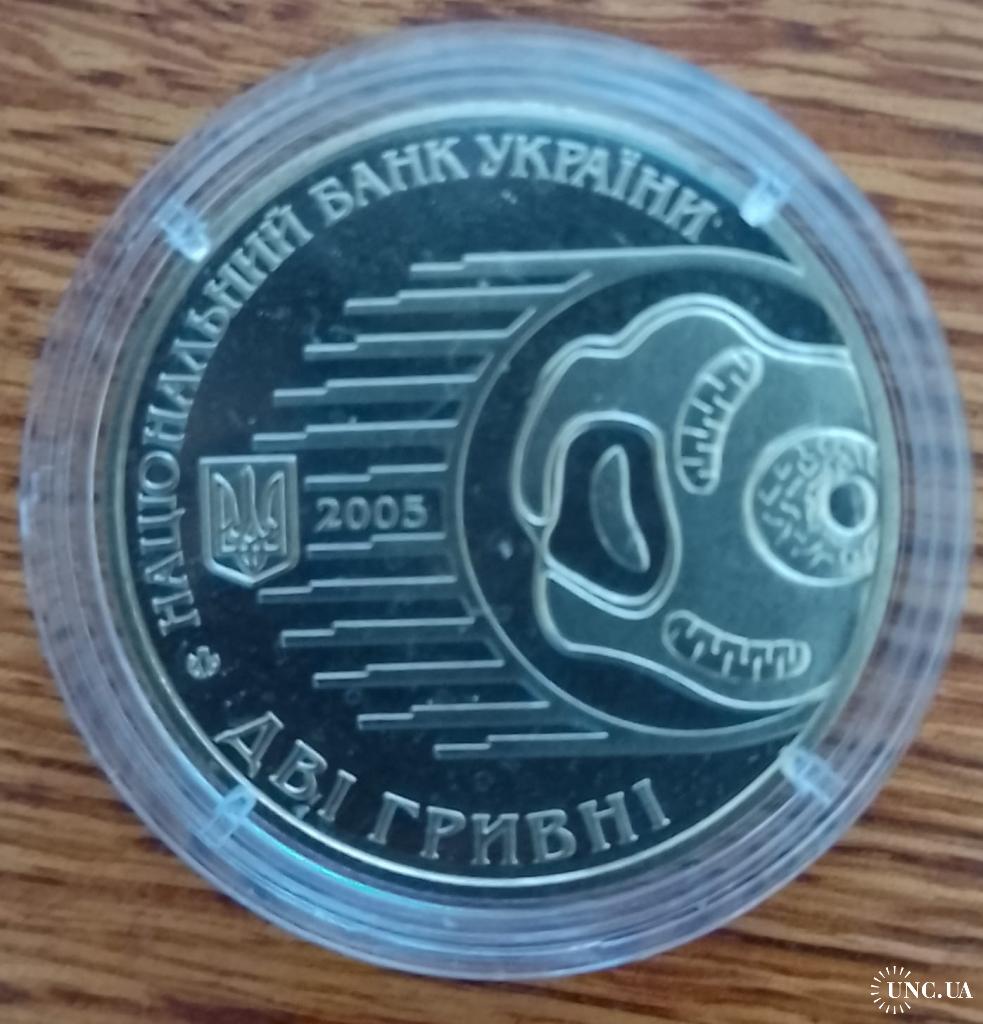 НАЦІОНАЛЬНИЙ БАНК УКРАЇНИ
2005
ДВІ ГРИВНІ
UNC.UA